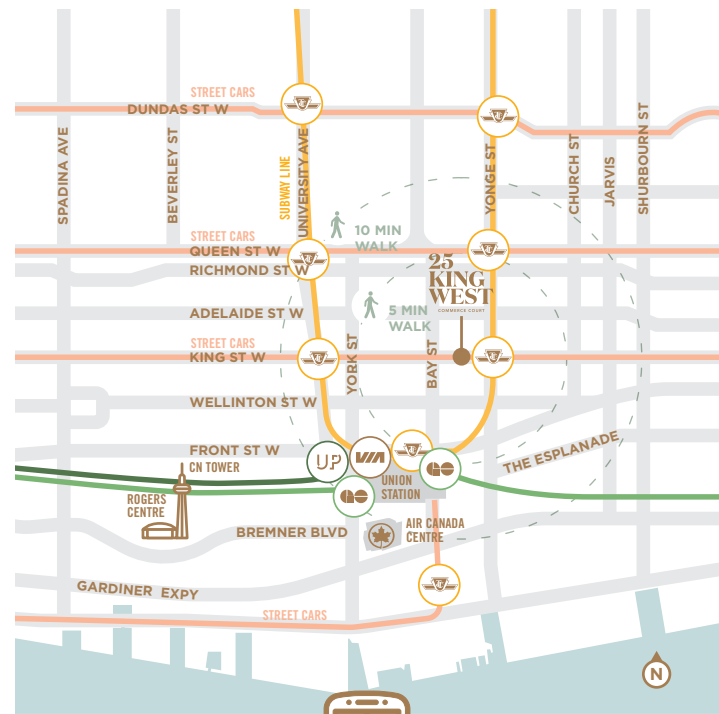 STREET CARS
DUNDAS ST W
SPADINA AVE
BEVERLEY ST
SUBWAY LINE
UNIVERSITY AVE
YONGE ST
CHURCH ST
JARVIS
SHURBOURN ST
10 MIN
WALK
STREET CARS
QUEEN ST W
RICHMOND ST W
25
KING
WEST
COMMERCE COURT
ADELAIDE ST W
5 MIN
WALK
STREET CARS
KING ST W
YORK ST
BAY ST
WELLINTON ST W
FRONT ST W
CN TOWER
UP
VIA
GO
THE ESPLANADE
UNION
STATION
GO
ROGERS
CENTRE
BREMNER BLVD
AIR CANADA
CENTRE
GARDINER EXPY
STREET CARS
N